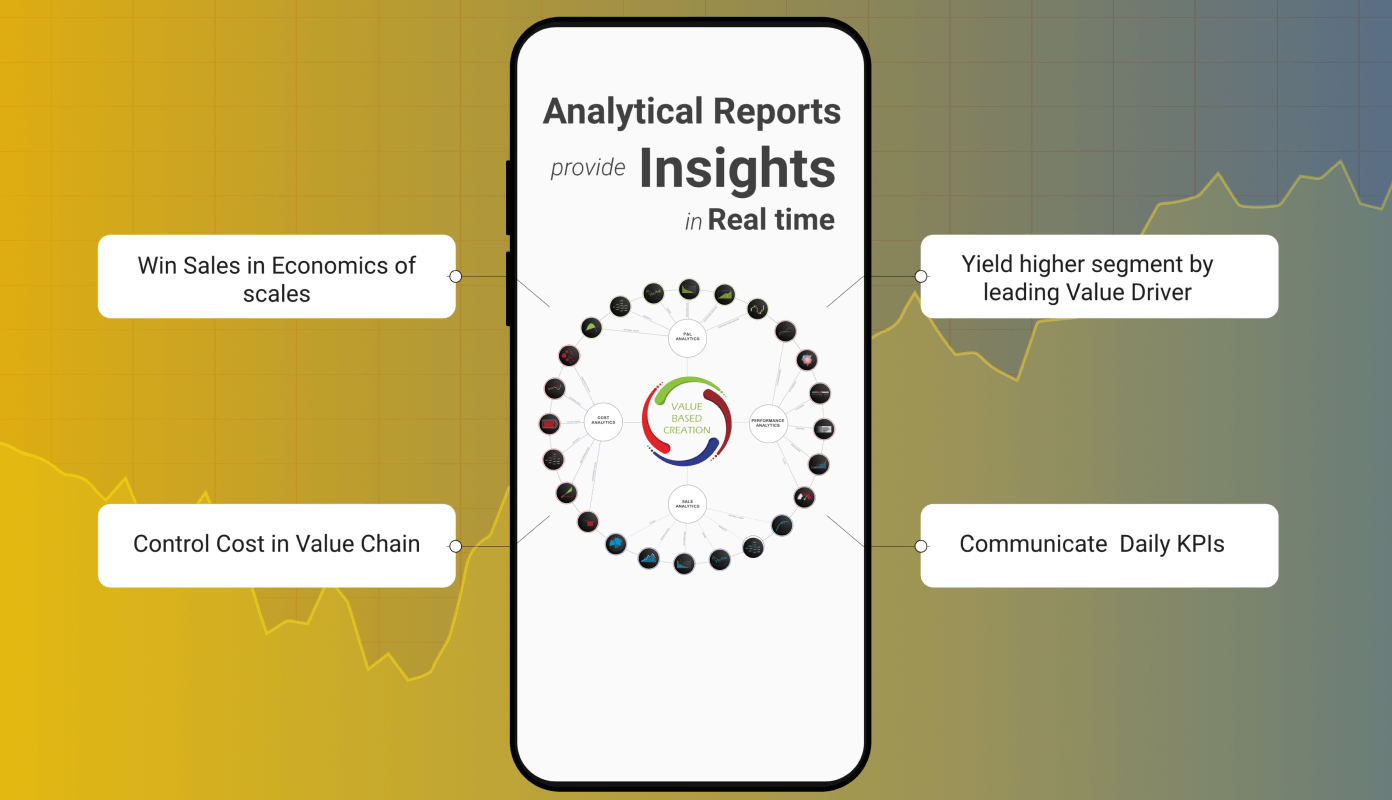 Analytical Reports
provide Insights
in Real time
Win Sales in Economics of
scales
Yield higher segment by
leading Value Driver
P&L
ANALYTICS
COST
ANALYTICS
VALUE
BASED
CREATION
PERFORMANCE
ANALYTICS
SALE
ANALYTICS
Control Cost in Value Chain
Communicate  Daily KPIs